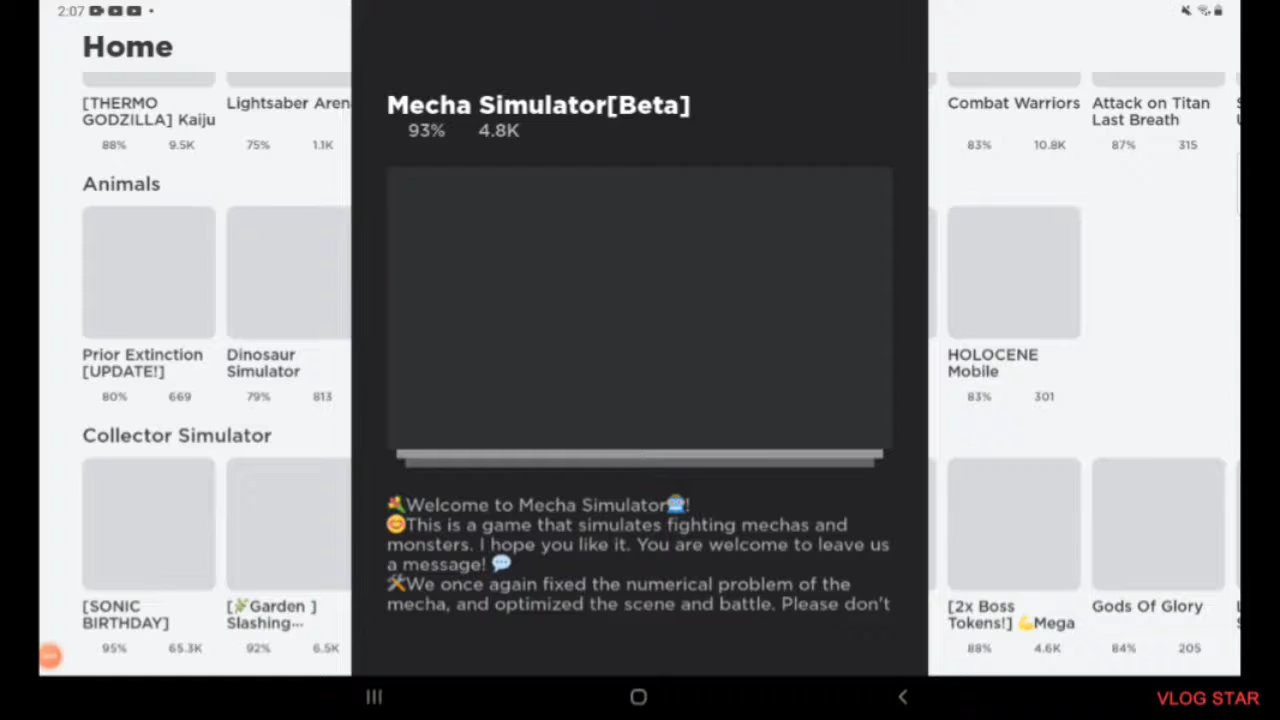 2:07
Home
[THERMO
GODZILLA] Kaiju
88% 9.5K
Lightsaber Aren
75% 1.1K
Animals
Prior Extinction
[UPDATE!]
80% 669
Dinosaur
Simulator
79% 813
Collector Simulator
[SONIC
BIRTHDAY]
95% 65.3K
[🌿Garden ]
Slashing...
92% 6.5K
Mecha Simulator[Beta]
93% 4.8K
💐Welcome to Mecha Simulator🤖!
😊This is a game that simulates fighting mechas and
monsters. I hope you like it. You are welcome to leave us
a message! 💬
🛠We once again fixed the numerical problem of the
mecha, and optimized the scene and battle. Please don't
Combat Warriors
83% 10.8K
Attack on Titan
Last Breath
87% 315
HOLOCENE
Mobile
83% 301
[2x Boss
Tokens!] 💪Mega
88% 4.6K
Gods Of Glory
84% 205
VLOG STAR